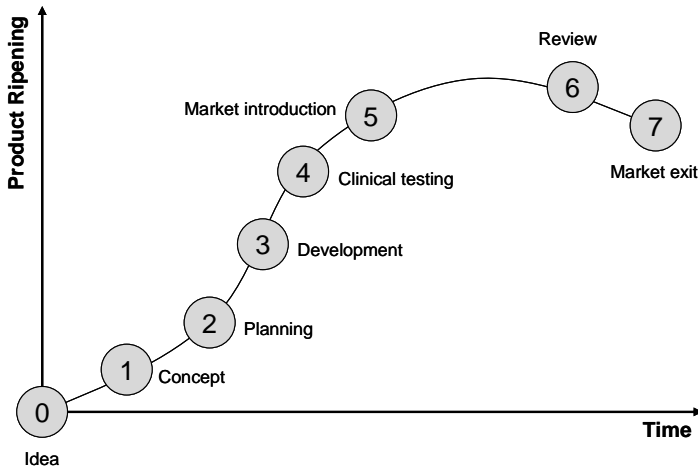 Product Ripening
Review
6
Market introduction
5
7
Market exit
4
Clinical testing
3
Development
2
Planning
1
Concept
0
Time
Idea